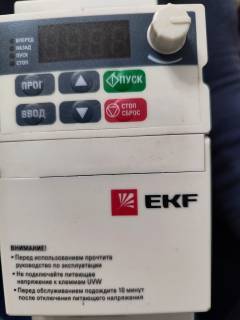 ВПЕРЕД
НАЗАД
ПУСК
СТОП
ПРОГ
ПУСК
ВВОД
СТОП
СБРОС
EKF
ВНИМАНИЕ!
• Перед использованием прочтите
руководство по эксплуатации
• Не подключайте питающее
напряжение к клеммам UVW
• Перед обслуживанием подождите 10 минут
после отключения питающего напряжения